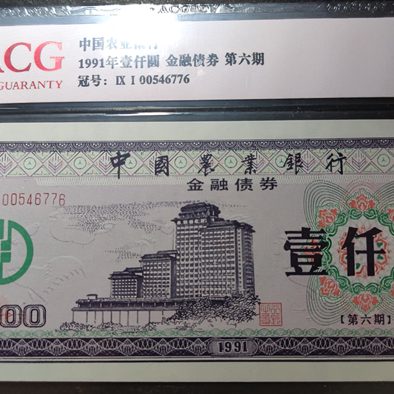 ACG
GUARANTY
中国农业银行
1991年壹仟圆 金融债券 第六期
冠号: IX I 00546776
中國農業銀行
00546776
金融债券
壹仟
00
1991
【第六期】